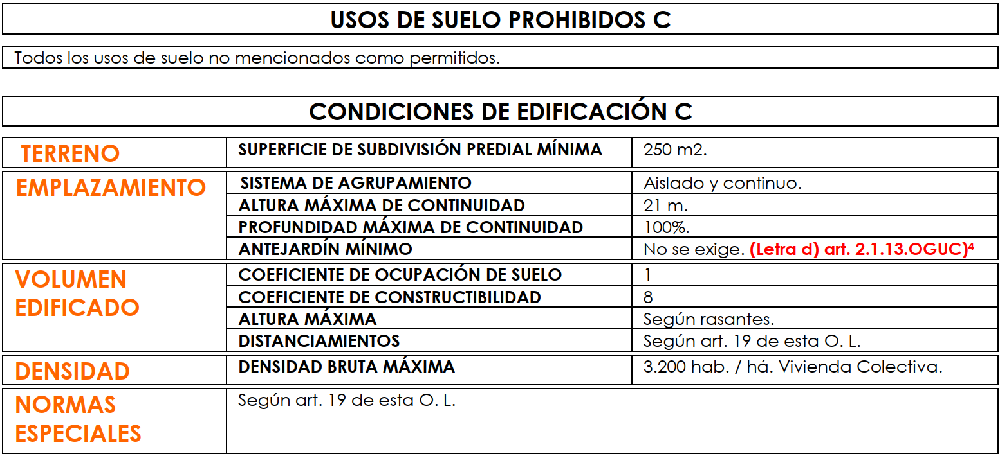 USOS DE SUELO PROHIBIDOS C
Todos los usos de suelo no mencionados como permitidos.
CONDICIONES DE EDIFICACIÓN C
TERRENO
SUPERFICIE DE SUBDIVISIÓN PREDIAL MÍNIMA
250 m2.
EMPLAZAMIENTO
SISTEMA DE AGRUPAMIENTO
Aislado y continuo.
ALTURA MÁXIMA DE CONTINUIDAD
21 m.
PROFUNDIDAD MÁXIMA DE CONTINUIDAD
100%.
ANTEJARDÍN MÍNIMO
No se exige. (Letra d) art. 2.1.13.OGUC)⁴
VOLUMEN
EDIFICADO
COEFICIENTE DE OCUPACIÓN DE SUELO
1
COEFICIENTE DE CONSTRUCTIBILIDAD
8
ALTURA MÁXIMA
Según rasantes.
DISTANCIAMIENTOS
Según art. 19 de esta O. L.
DENSIDAD
DENSIDAD BRUTA MÁXIMA
3.200 hab. / há. Vivienda Colectiva.
NORMAS
ESPECIALES
Según art. 19 de esta O. L.